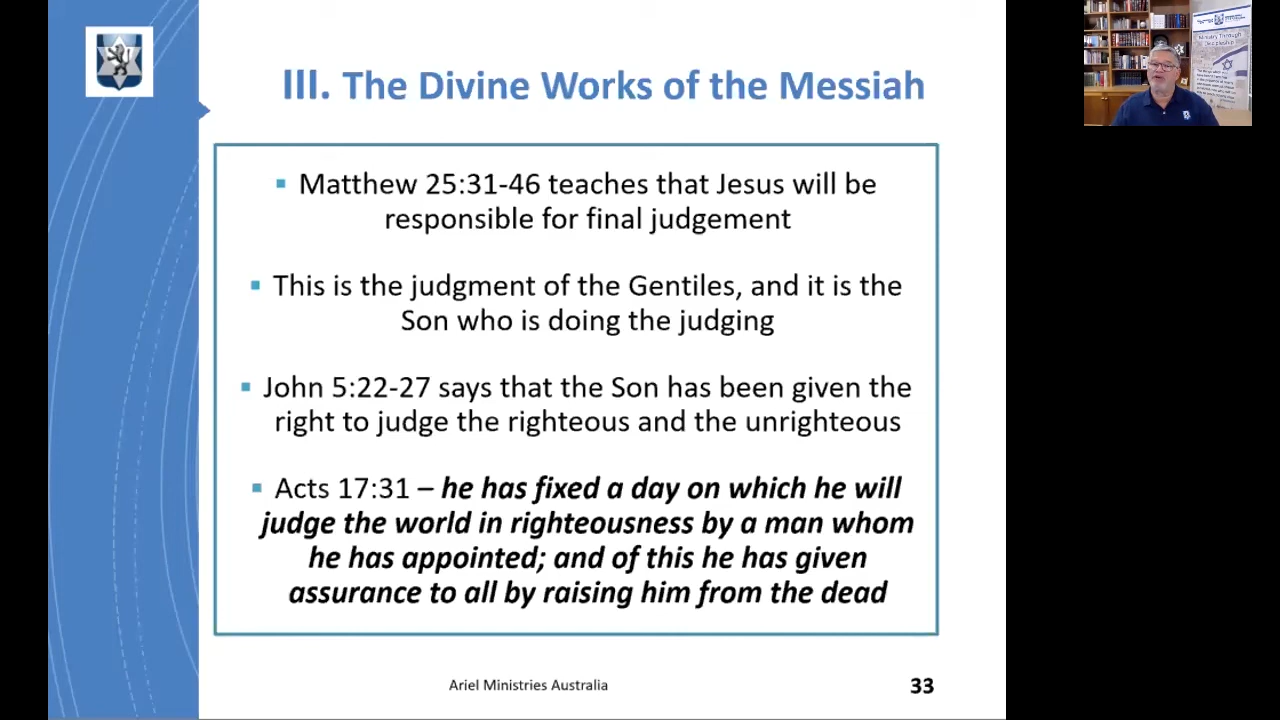 III. The Divine Works of the Messiah
▪ Matthew 25:31-46 teaches that Jesus will be
responsible for final judgement
▪ This is the judgment of the Gentiles, and it is the
Son who is doing the judging
▪ John 5:22-27 says that the Son has been given the
right to judge the righteous and the unrighteous
▪ Acts 17:31 – he has fixed a day on which he will
judge the world in righteousness by a man whom
he has appointed; and of this he has given
assurance to all by raising him from the dead
Ariel Ministries Australia
33
Ministry Through
Discipleship